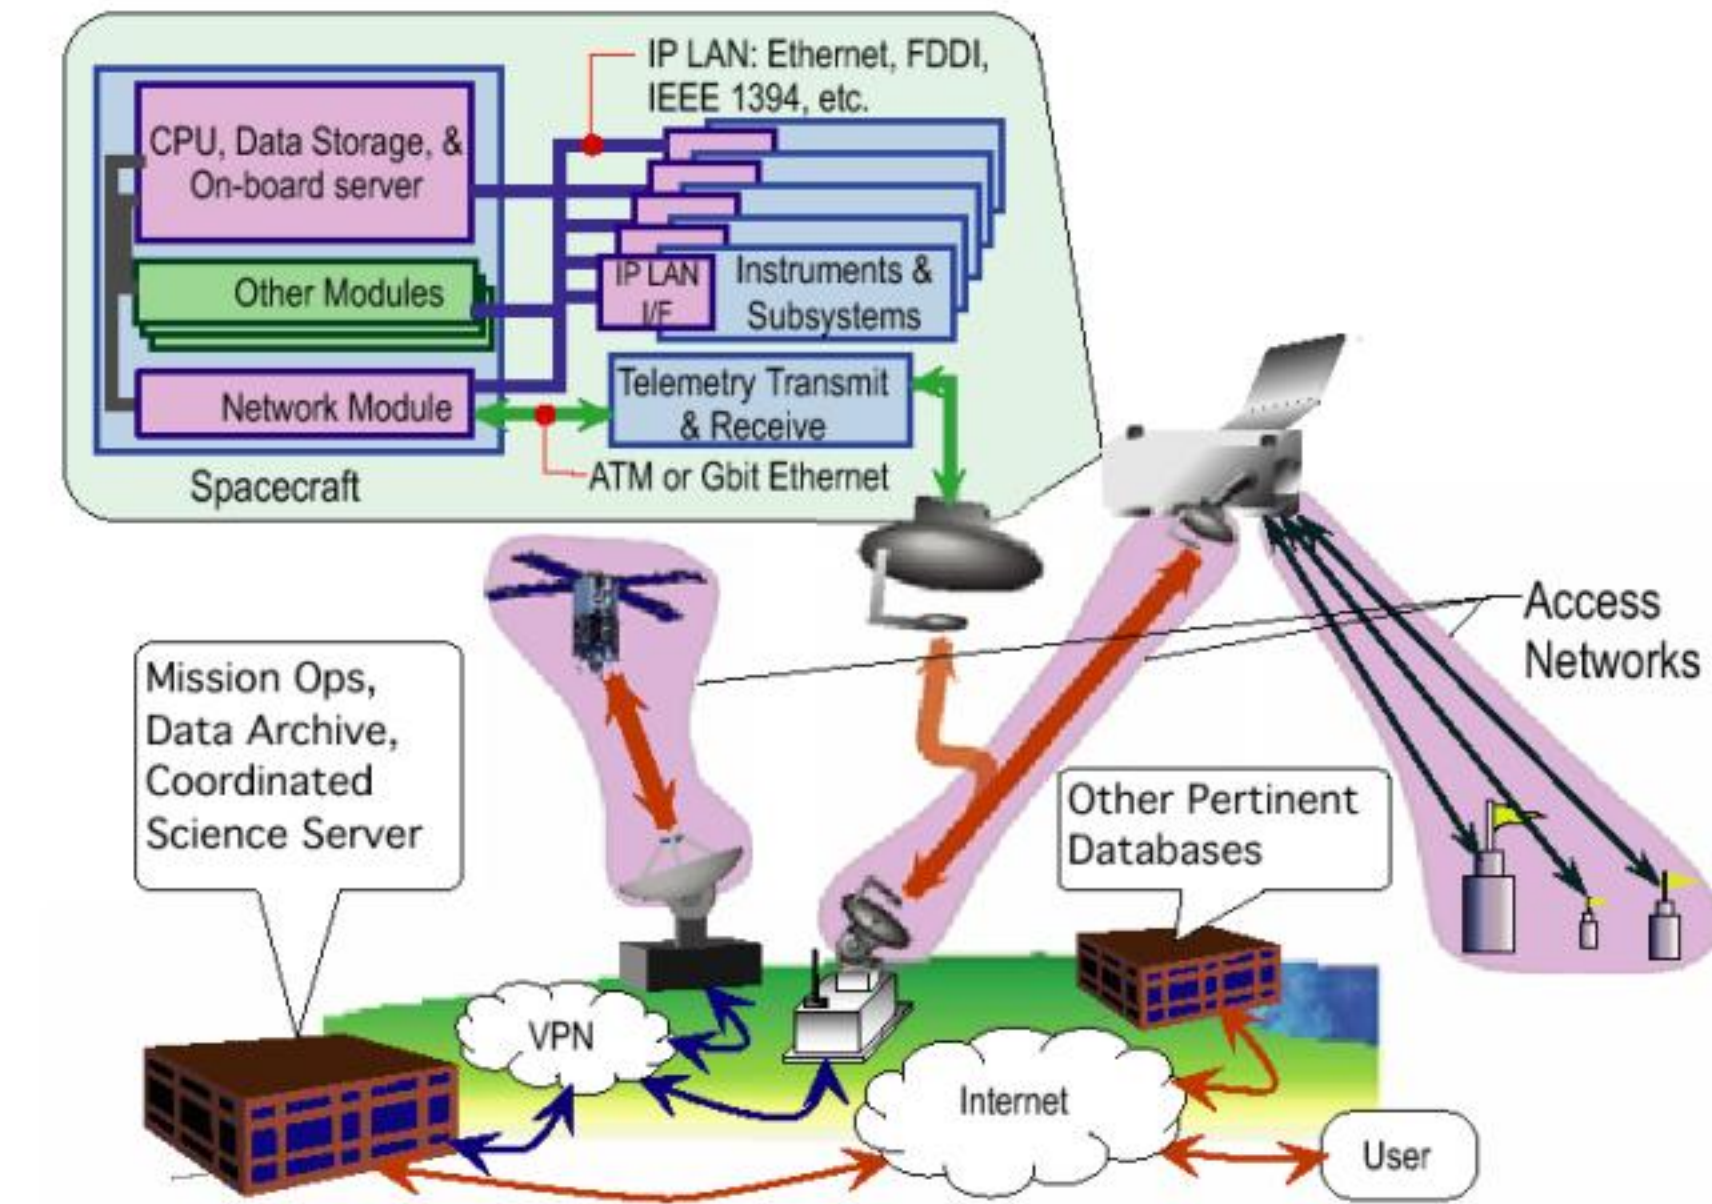 IP LAN: Ethernet, FDDI,
IEEE 1394, etc.
CPU, Data Storage, &
On-board server
Other Modules
Network Module
Spacecraft
IP LAN
I/F
Instruments &
Subsystems
Telemetry Transmit
& Receive
ATM or Gbit Ethernet
Access
Networks
Mission Ops,
Data Archive,
Coordinated
Science Server
Other Pertinent
Databases
VPN
Internet
User